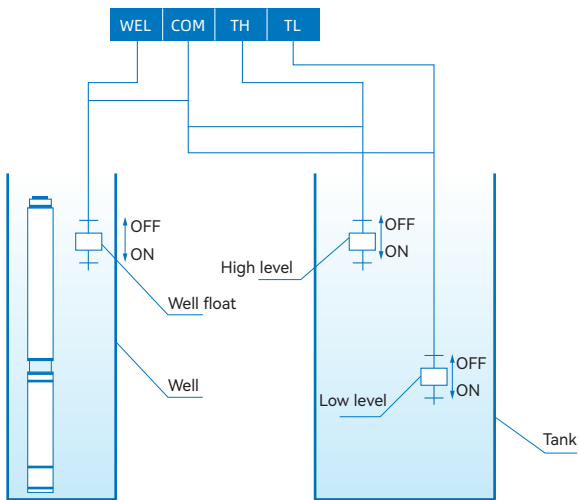 WEL COM TH TL
OFF
ON
Well float
Well
High level
OFF
ON
OFF
ON
Low level
Tank